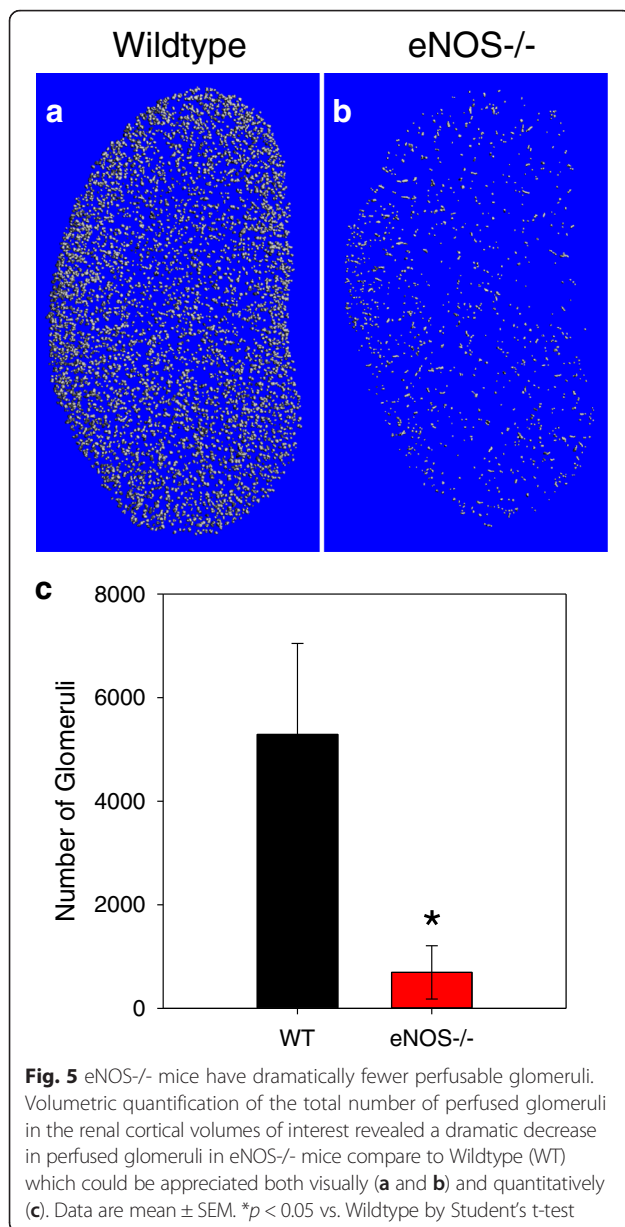 Wildtype eNOS-/-
a b
c
8000
6000
4000
2000
0
Number of Glomeruli
*
WT eNOS-/-
Fig. 5 eNOS-/- mice have dramatically fewer perfusable glomeruli.
Volumetric quantification of the total number of perfused glomeruli
in the renal cortical volumes of interest revealed a dramatic decrease
in perfused glomeruli in eNOS-/- mice compare to Wildtype (WT)
which could be appreciated both visually (a and b) and quantitatively
(c). Data are mean ± SEM. *p < 0.05 vs. Wildtype by Student's t-test